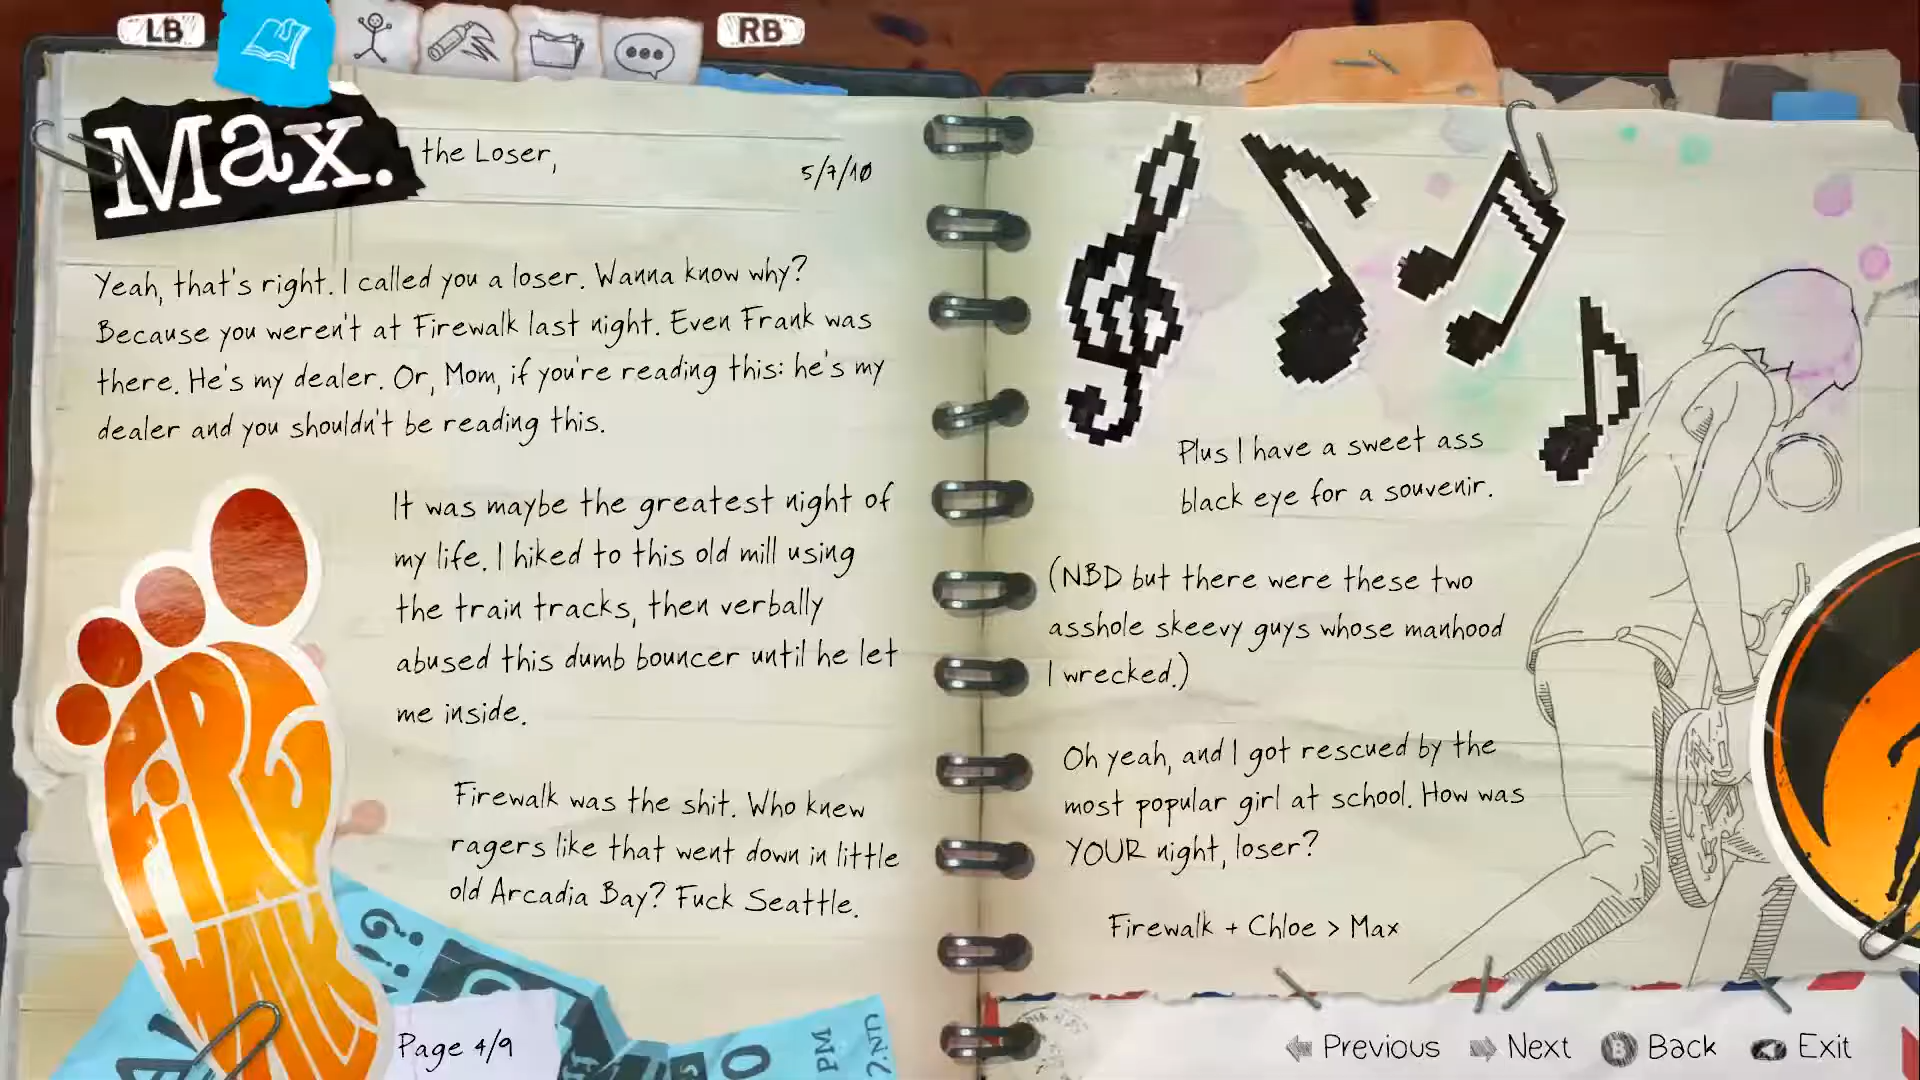 LB
RB
Max.
the Loser,
5/7/10
Yeah, that's right. I called you a loser. Wanna know why?
Because you weren't at Firewalk last night. Even Frank was
there. He's my dealer. Or, Mom, if you're reading this: he's my
dealer and you shouldn't be reading this.
It was maybe the greatest night of
my life. I hiked to this old mill using
the train tracks, then verbally
abused this dumb bouncer until he let
me inside.
Firewalk was the shit. Who knew
ragers like that went down in little
old Arcadia Bay? Fuck Seattle.
FIRE
WALK
PM
Page 4/9
Plus I have a sweet ass
black eye for a souvenir.
(NBD but there were these two
asshole skeevy guys whose manhood
I wrecked.)
Oh yeah, and I got rescued by the
most popular girl at school. How was
YOUR night, loser?
Firewalk + Chloe > Max
Previous
Next
B
Back
Exit